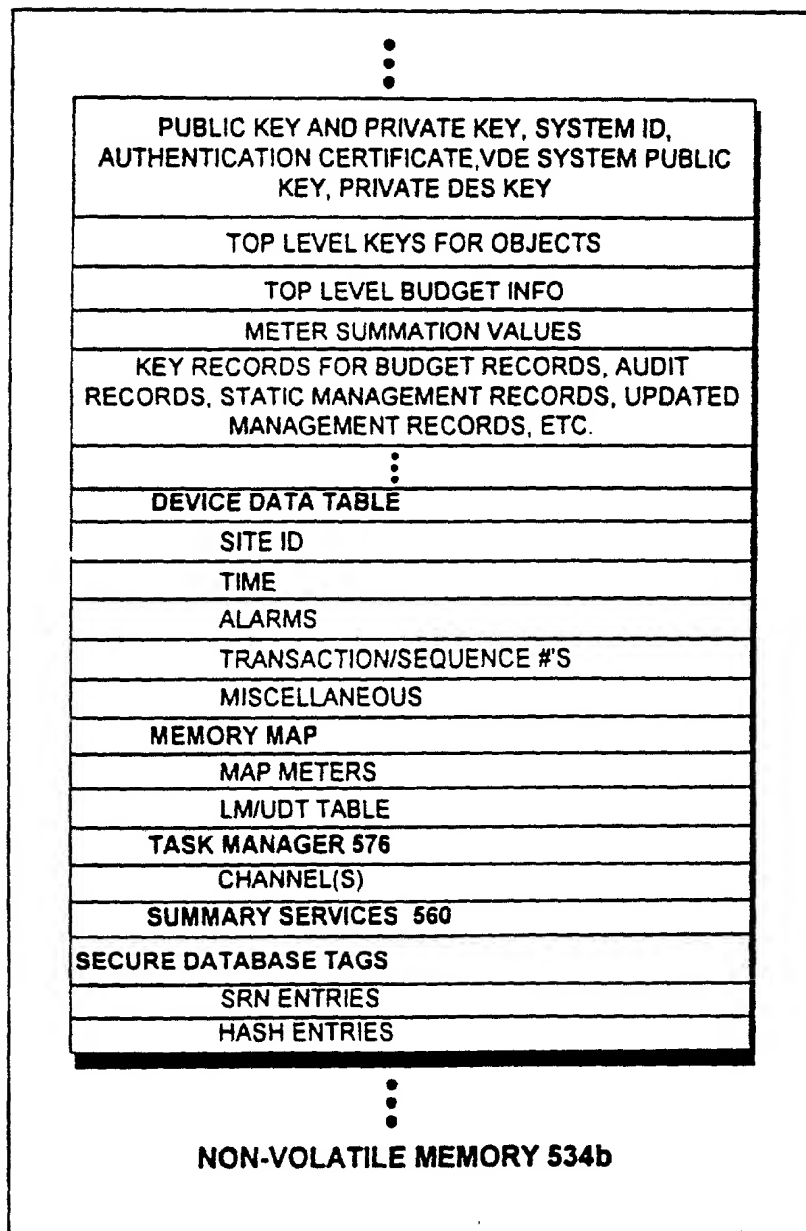 PUBLIC KEY AND PRIVATE KEY, SYSTEM ID,
AUTHENTICATION CERTIFICATE,VDE SYSTEM PUBLIC
KEY, PRIVATE DES KEY
TOP LEVEL KEYS FOR OBJECTS
TOP LEVEL BUDGET INFO
METER SUMMATION VALUES
KEY RECORDS FOR BUDGET RECORDS, AUDIT
RECORDS, STATIC MANAGEMENT RECORDS, UPDATED
MANAGEMENT RECORDS, ETC.
DEVICE DATA TABLE
SITE ID
TIME
ALARMS
TRANSACTION/SEQUENCE #'S
MISCELLANEOUS
MEMORY MAP
MAP METERS
LM/UDT TABLE
TASK MANAGER 576
CHANNEL(S)
SUMMARY SERVICES 560
SECURE DATABASE TAGS
SRN ENTRIES
HASH ENTRIES
NON-VOLATILE MEMORY 534b